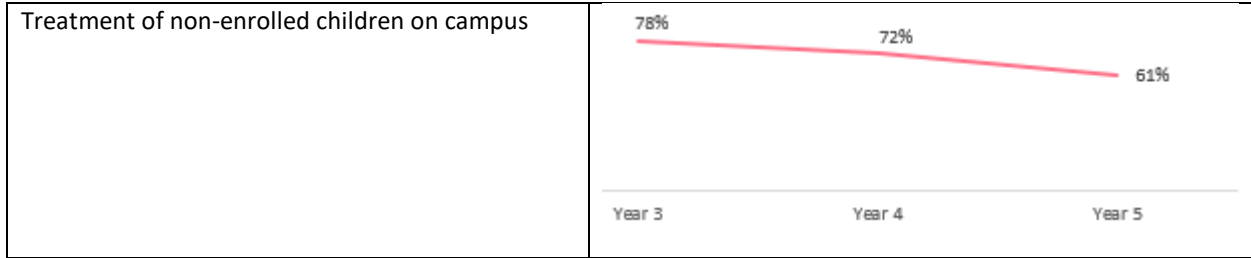 Treatment of non-enrolled children on campus
78%
72%
61%
Year 3
Year 4
Year 5